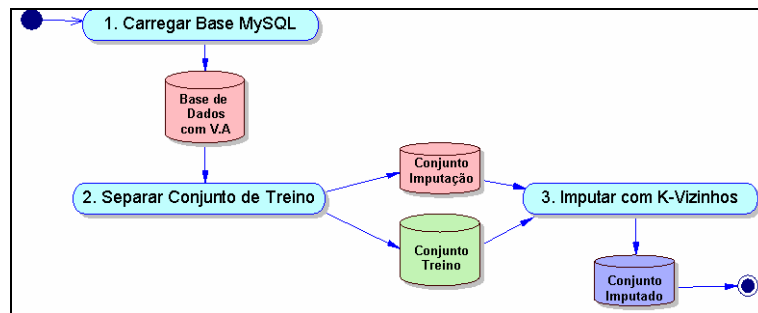 1. Carregar Base MySQL
Base de
Dados
com V.A
2. Separar Conjunto de Treino
Conjunto
Imputação
Conjunto
Treino
3. Imputar com K-Vizinhos
Conjunto
Imputado